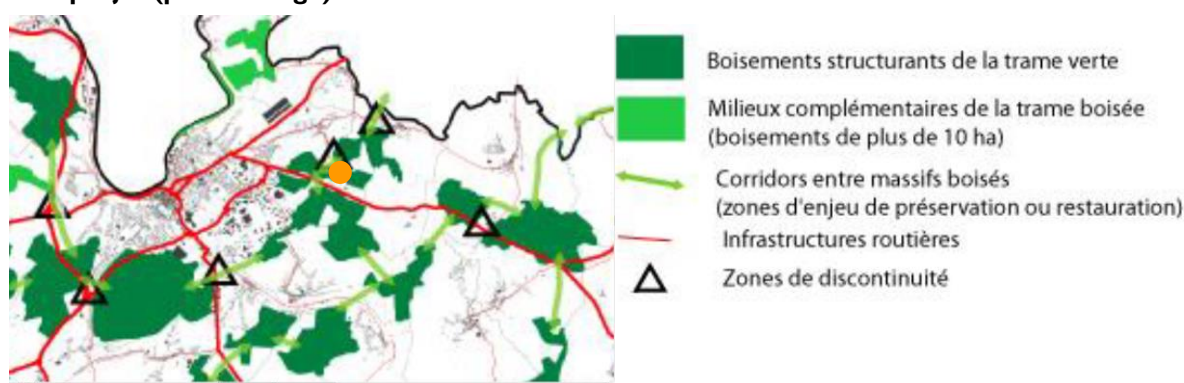 Boisements structurants de la trame verte
Milieux complémentaires de la trame boisée
(boisements de plus de 10 ha)
Corridors entre massifs boisés
(zones d'enjeu de préservation ou restauration)
Infrastructures routières
Zones de discontinuité